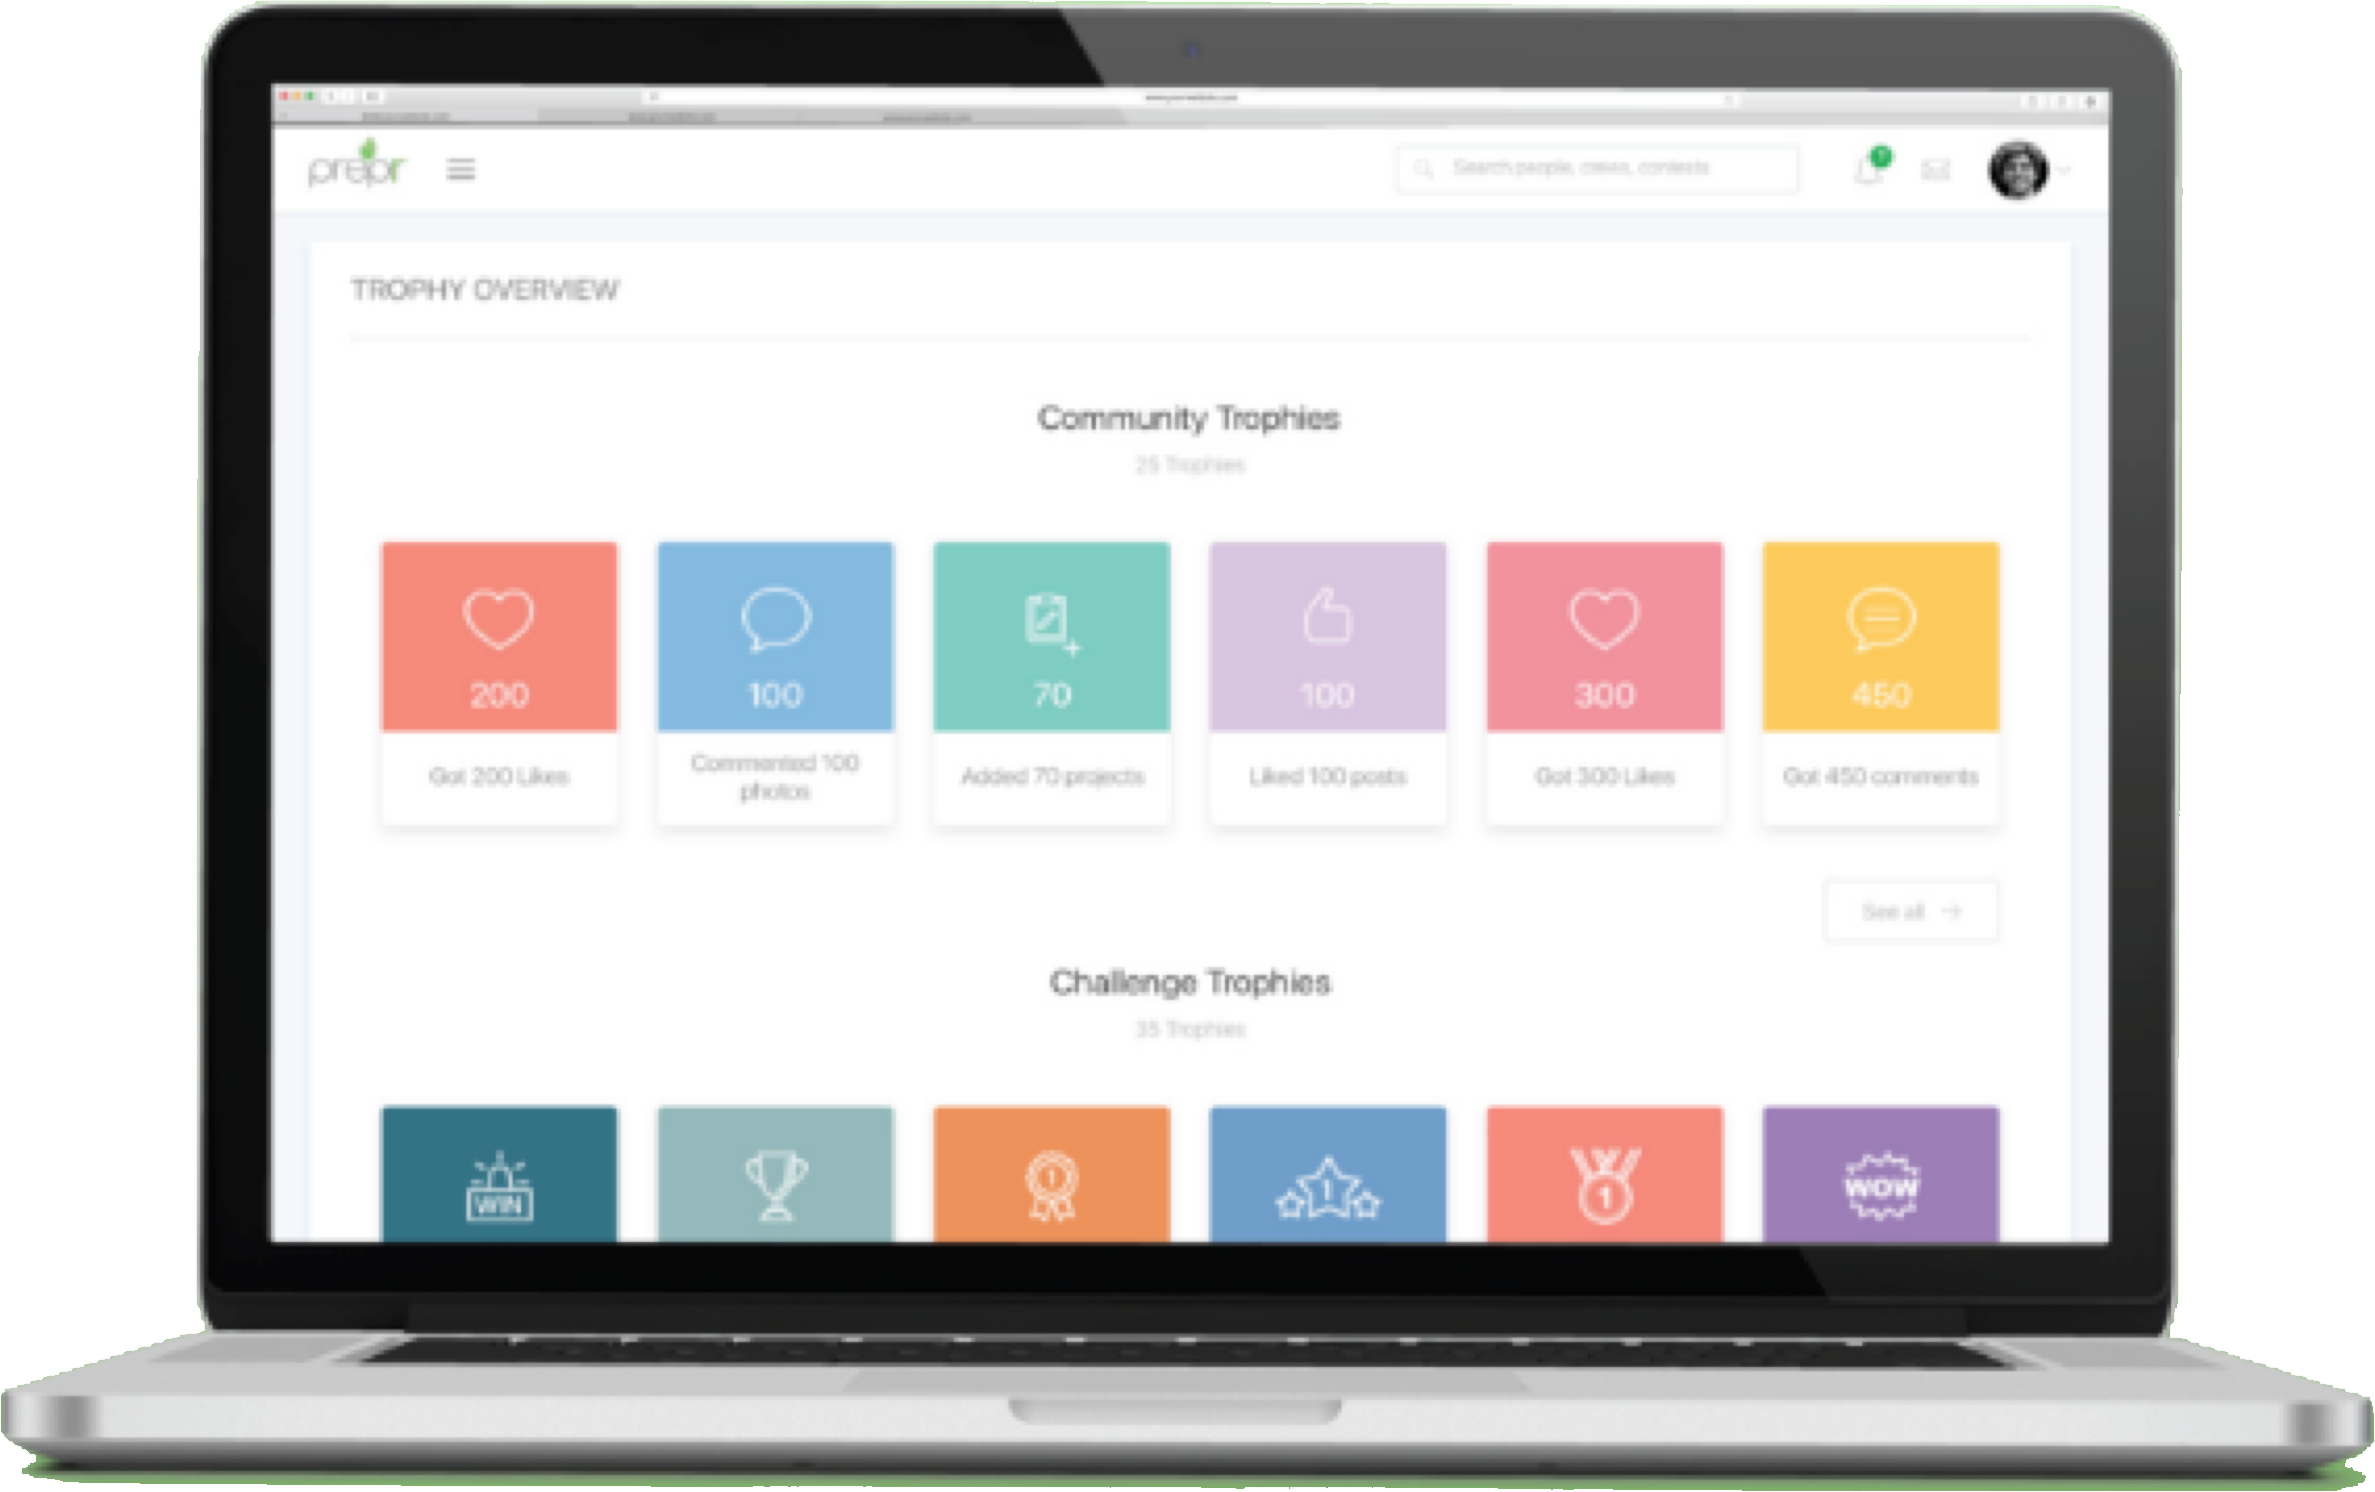 prepr
Search people, crews, contests
TROPHY OVERVIEW
Community Trophies
25 Trophies
200
100
70
100
300
450
Got 200 Likes
Commented 100
photos
Added 70 projects
Liked 100 posts
Got 300 Likes
Got 450 comments
See all
Challenge Trophies
35 Trophies
WIN
1
1
1
WOW